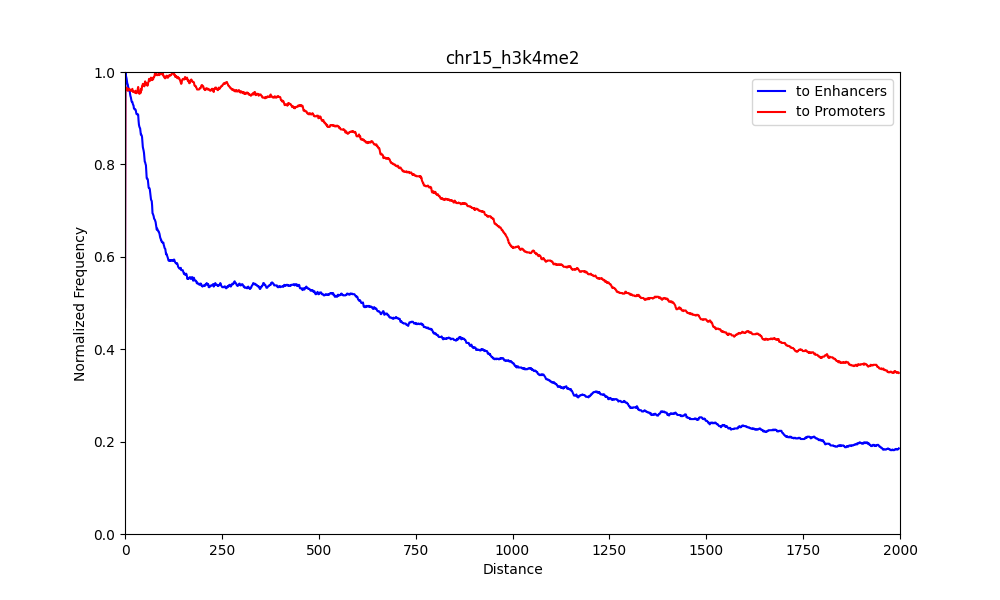 chr15_h3k4me2
1.0
0.8
0.6
0.4
0.2
0.0
Normalized Frequency
to Enhancers
to Promoters
0 250 500 750 1000 1250 1500 1750 2000
Distance